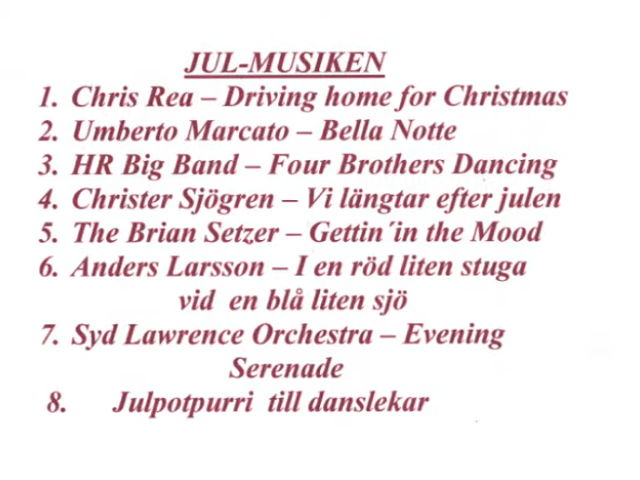 JUL-MUSIKEN
1. Chris Rea – Driving home for Christmas
2. Umberto Marcato – Bella Notte
3. HR Big Band – Four Brothers Dancing
4. Christer Sjögren – Vi längtar efter julen
5. The Brian Setzer – Gettin´in the Mood
6. Anders Larsson – I en röd liten stuga
vid en blå liten sjö
7. Syd Lawrence Orchestra – Evening
Serenade
8. Julpotpurri till danslekar